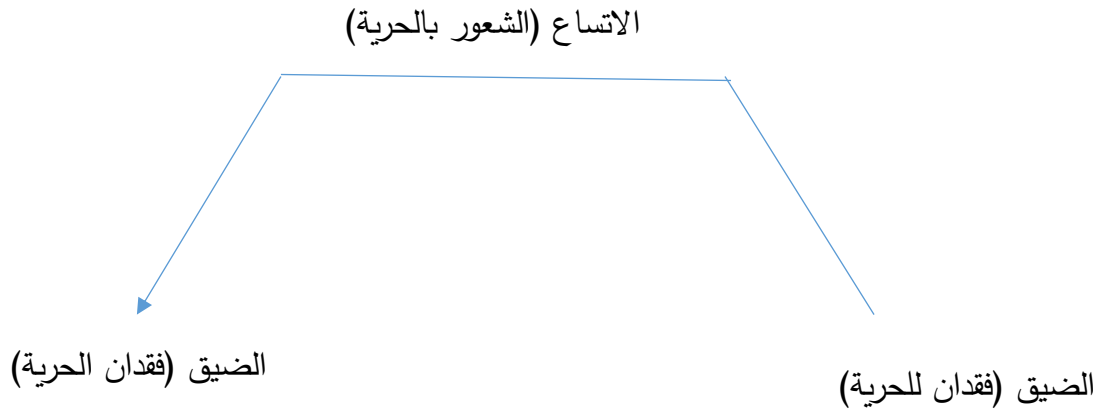 الاتساع (الشعور بالحرية)
الضيق (فقدان للحرية)
الضيق (فقدان الحرية)